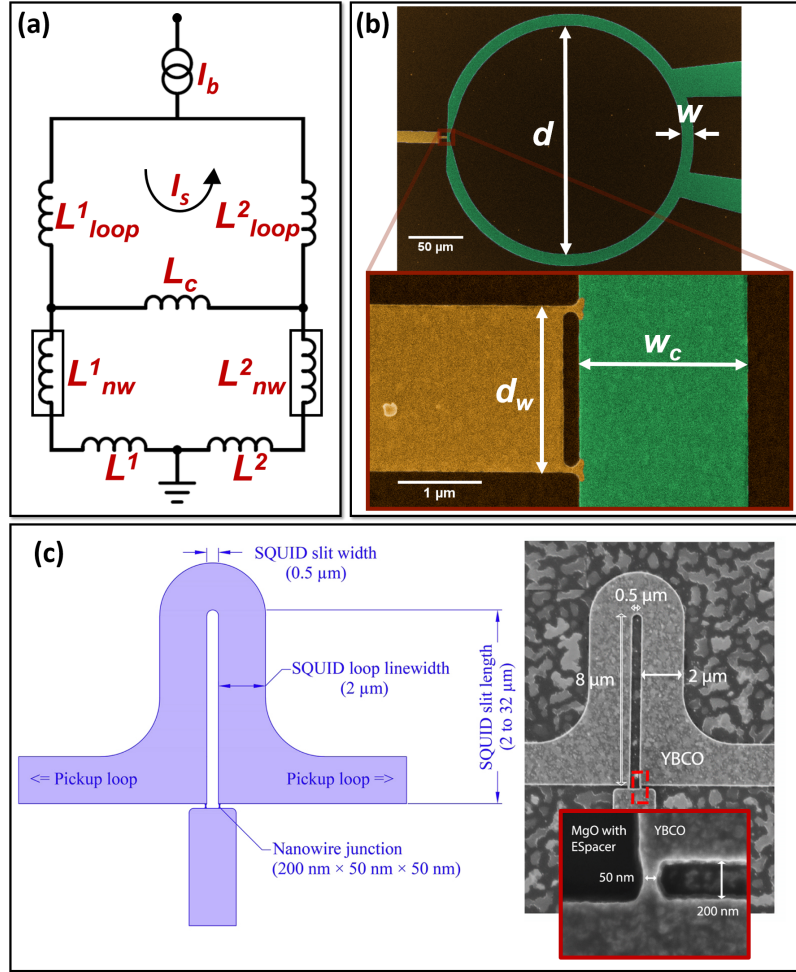 (a)
I_b
I_s
L^1_loop
L^2_loop
L_c
L^1_nw
L^2_nw
L^1
L^2
(b)
d
w
50 µm
d_w
w_c
1 µm
(c)
SQUID slit width
(0.5 µm)
SQUID loop linewidth
(2 µm)
SQUID slit length
(2 to 32 µm)
<= Pickup loop
Pickup loop =>
Nanowire junction
(200 nm × 50 nm × 50 nm)
0.5 µm
8 µm
2 µm
YBCO
MgO with
ESpacer
YBCO
50 nm
200 nm